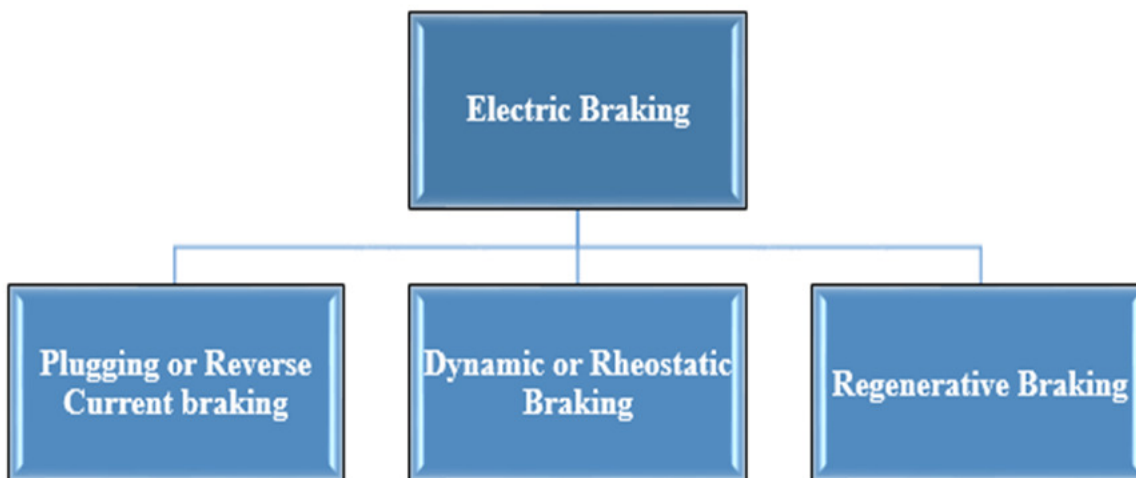 Electric Braking
Plugging or Reverse
Current braking
Dynamic or Rheostatic
Braking
Regenerative Braking